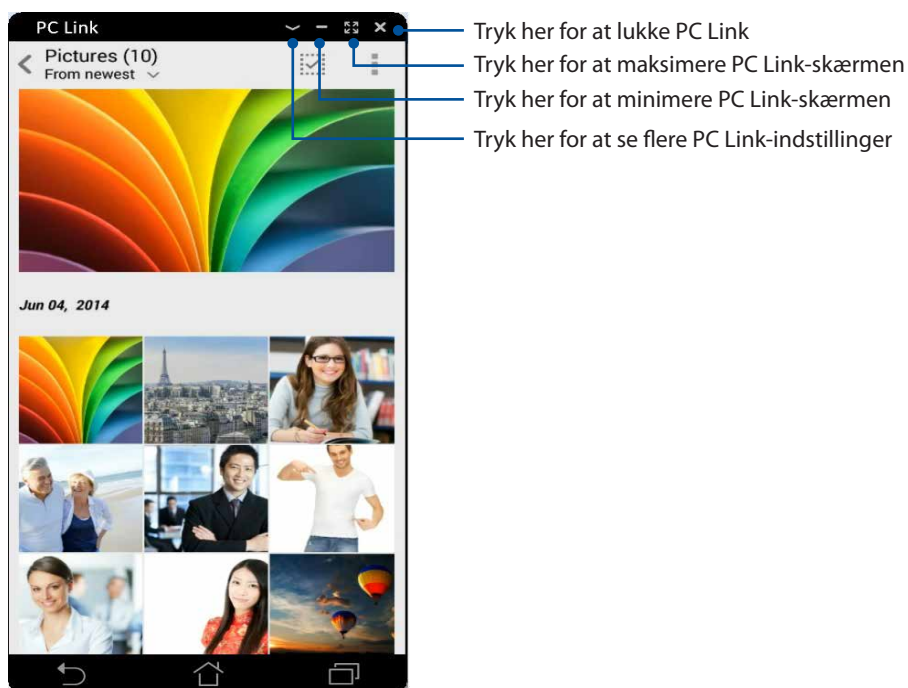 PC Link
Pictures (10)
From newest
Jun 04, 2014
Tryk her for at lukke PC Link
Tryk her for at maksimere PC Link-skærmen
Tryk her for at minimere PC Link-skærmen
Tryk her for at se flere PC Link-indstillinger